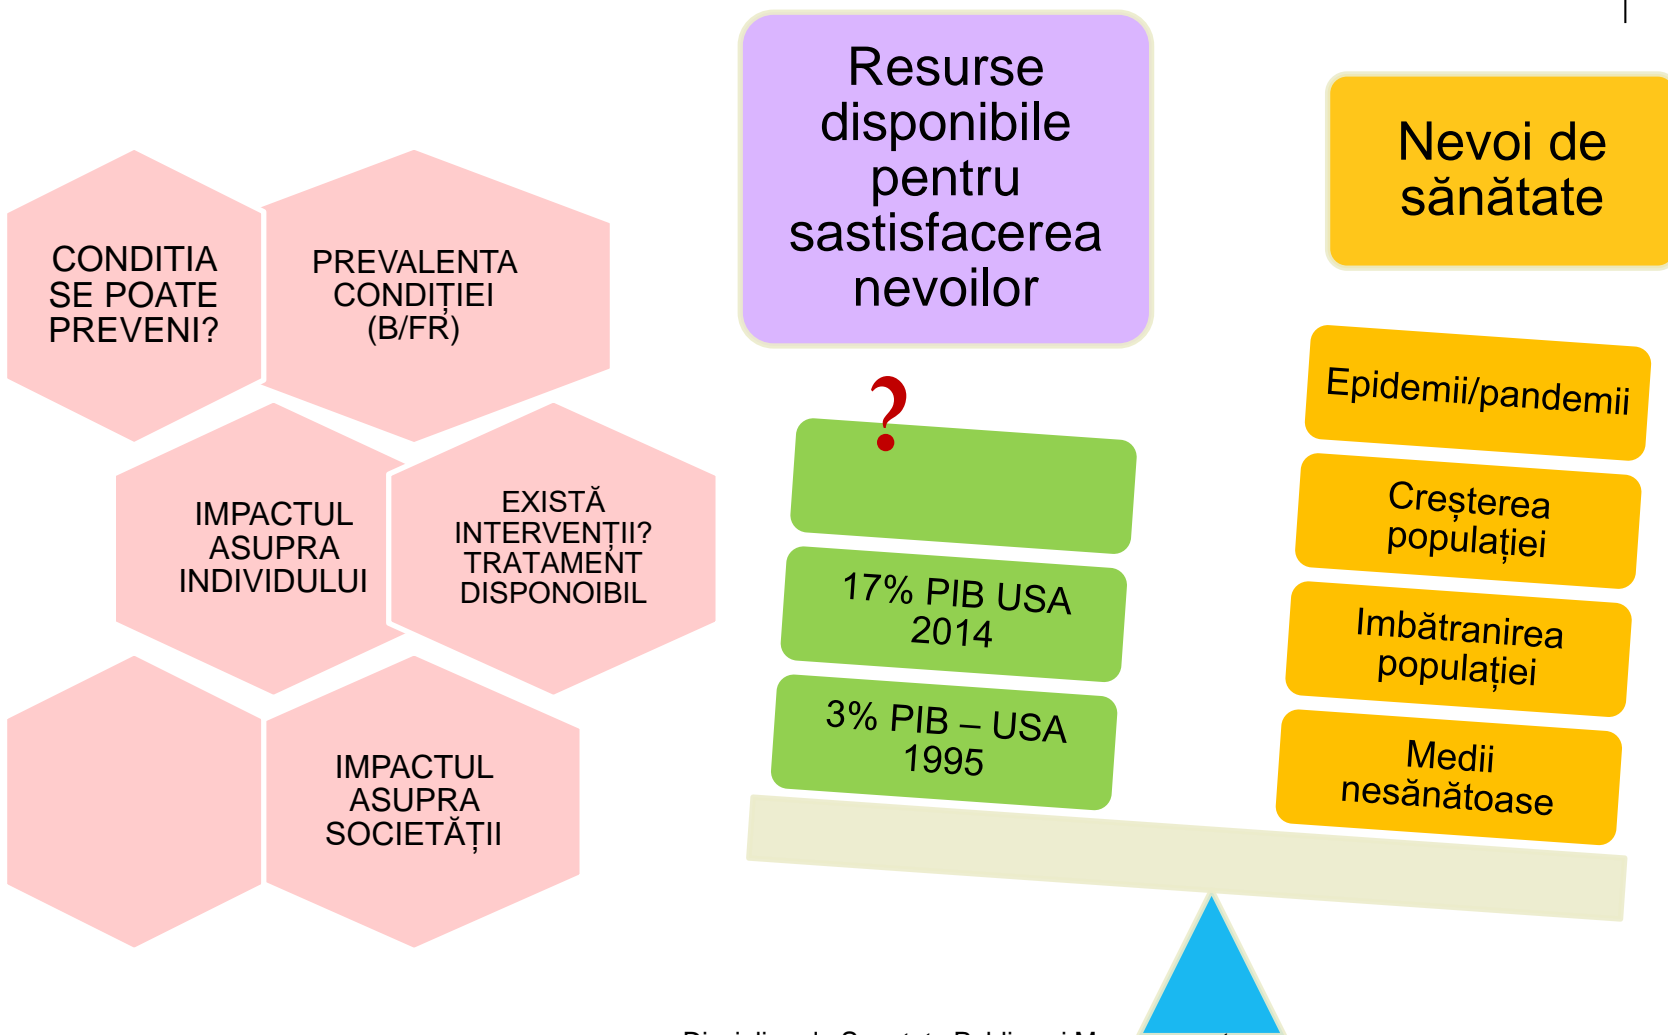 CONDITIA
SE POATE
PREVENI?
PREVALENTA
CONDIȚIEI
(B/FR)
IMPACTUL
ASUPRA
INDIVIDULUI
EXISTĂ
INTERVENȚII?
TRATAMENT
DISPONOIBIL
IMPACTUL
ASUPRA
SOCIETĂȚII
Resurse
disponibile
pentru
sastisfacerea
nevoilor
?
17% PIB USA
2014
3% PIB – USA
1995
Nevoi de
sănătate
Epidemii/pandemii
Creșterea
populației
Imbătranirea
populației
Medii
nesănătoase